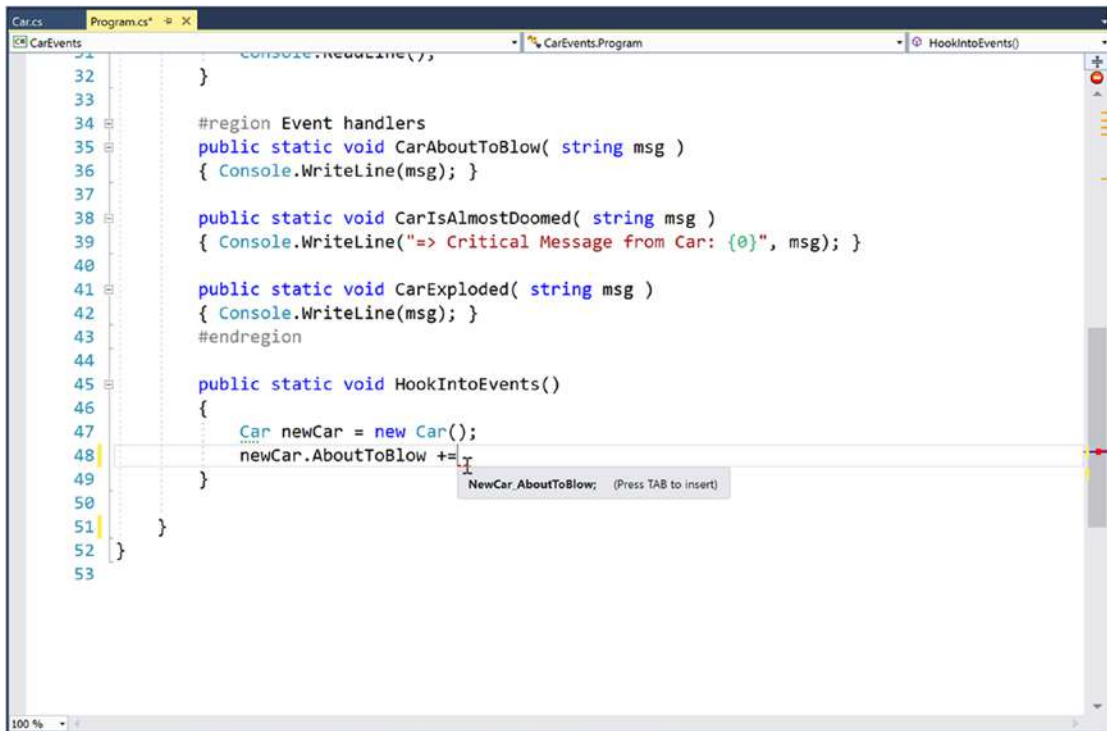 Car.cs Program.cs*
C# CarEvents CarEvents.Program HookIntoEvents()
31 Console.ReadLine();
32 }
33
34 #region Event handlers
35 public static void CarAboutToBlow( string msg )
36 { Console.WriteLine(msg); }
37
38 public static void CarIsAlmostDoomed( string msg )
39 { Console.WriteLine("=> Critical Message from Car: {0}", msg); }
40
41 public static void CarExploded( string msg )
42 { Console.WriteLine(msg); }
43 #endregion
44
45 public static void HookIntoEvents()
46 {
47 Car newCar = new Car();
48 newCar.AboutToBlow +=
49 }
NewCar_AboutToBlow; (Press TAB to insert)
50
51 }
52 }
53
100 %